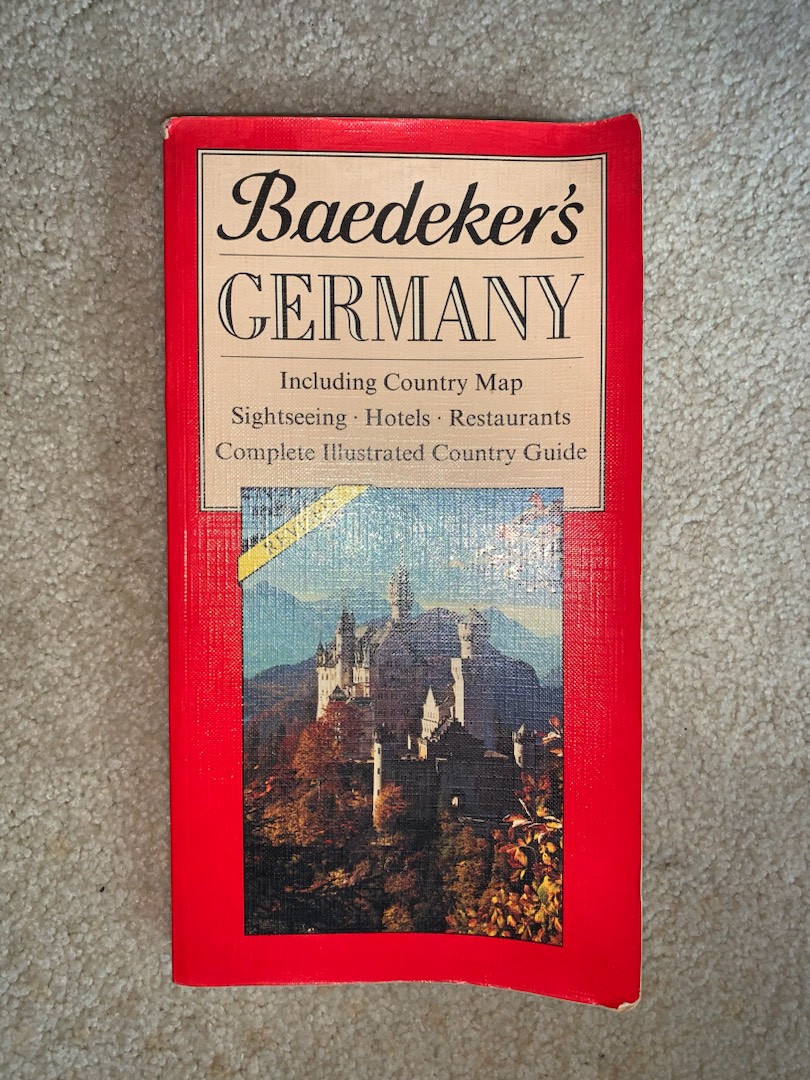 Baedeker's
GERMANY
Including Country Map
Sightseeing · Hotels · Restaurants
Complete Illustrated Country Guide
REVISED